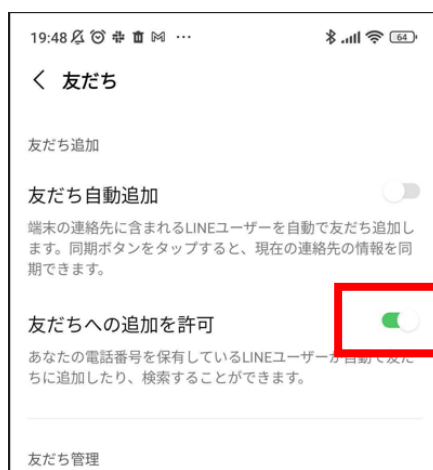 19:48
64
友だち
友だち追加
友だち自動追加
端末の連絡先に含まれるLINEユーザーを自動で友だち追加し
ます。同期ボタンをタップすると、現在の連絡先の情報を同
期できます。
友だちへの追加を許可
あなたの電話番号を保有しているLINEユーザーが自動で友だ
ちに追加したり、検索することができます。
友だち管理